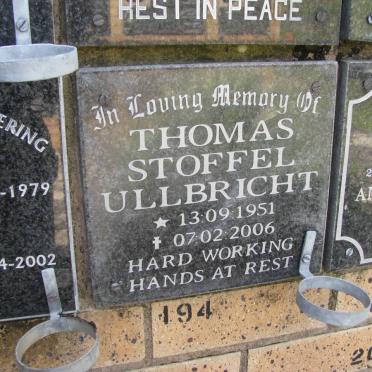 REST IN PEACE
ERING
-1979
4-2002
In Loving Memory Of
THOMAS
STOFFEL
ULLBRICHT
★ 13·09·1951
✝ 07·02·2006
HARD WORKING
HANDS AT REST
194